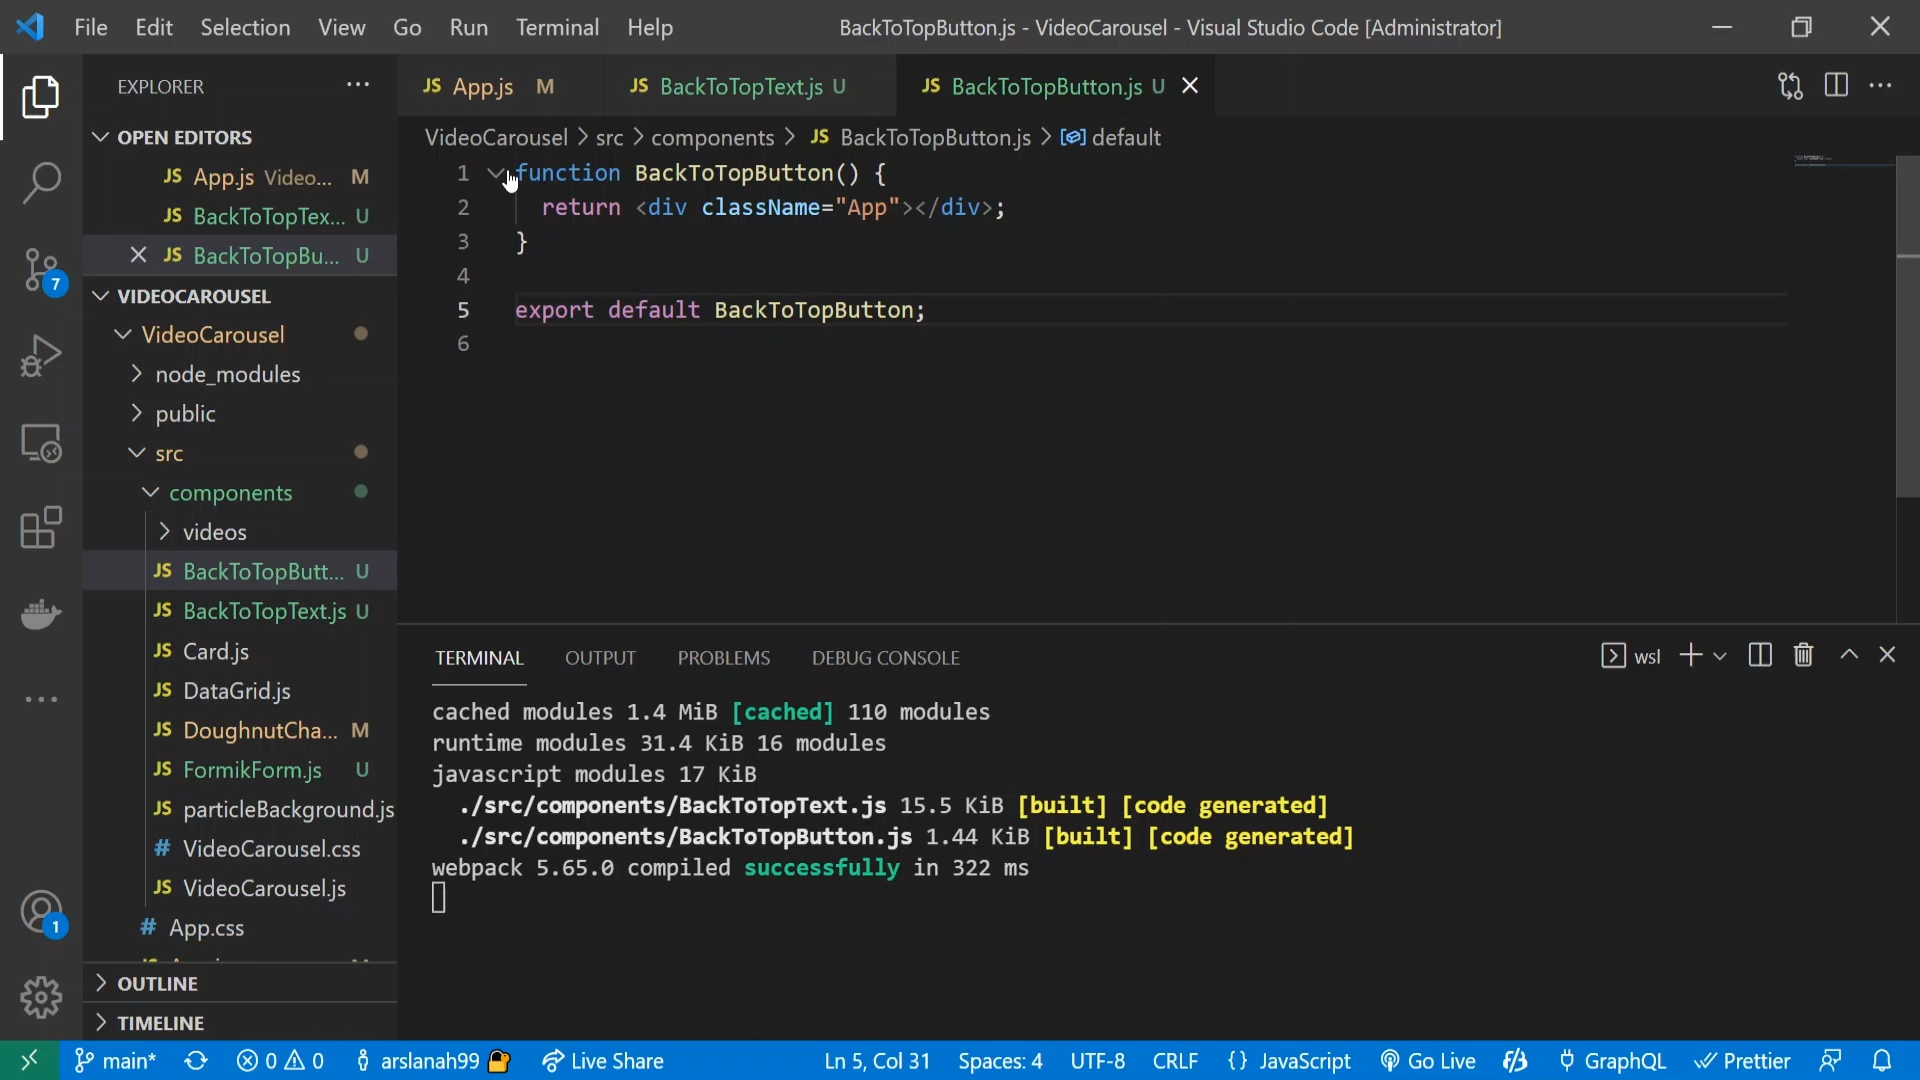 File Edit Selection View Go Run Terminal Help
BackToTopButton.js - VideoCarousel - Visual Studio Code [Administrator]
EXPLORER
OPEN EDITORS
JS App.js Video... M
JS BackToTopTex... U
JS BackToTopBu... U
VIDEOCAROUSEL
VideoCarousel
node_modules
public
src
components
videos
JS BackToTopButt... U
JS BackToTopText.js U
JS Card.js
JS DataGrid.js
JS DoughnutCha... M
JS FormikForm.js U
JS particleBackground.js
# VideoCarousel.css
JS VideoCarousel.js
# App.css
OUTLINE
TIMELINE
7
1
JS App.js M
JS BackToTopText.js U
JS BackToTopButton.js U
VideoCarousel > src > components > JS BackToTopButton.js > default
1 function BackToTopButton() {
2 return <div className="App"></div>;
3 }
4
5 export default BackToTopButton;
6
TERMINAL OUTPUT PROBLEMS DEBUG CONSOLE
wsl
cached modules 1.4 MiB [cached] 110 modules
runtime modules 31.4 KiB 16 modules
javascript modules 17 KiB
./src/components/BackToTopText.js 15.5 KiB [built] [code generated]
./src/components/BackToTopButton.js 1.44 KiB [built] [code generated]
webpack 5.65.0 compiled successfully in 322 ms
main* 0 0 arslanah99 Live Share Ln 5, Col 31 Spaces: 4 UTF-8 CRLF {} JavaScript Go Live GraphQL Prettier